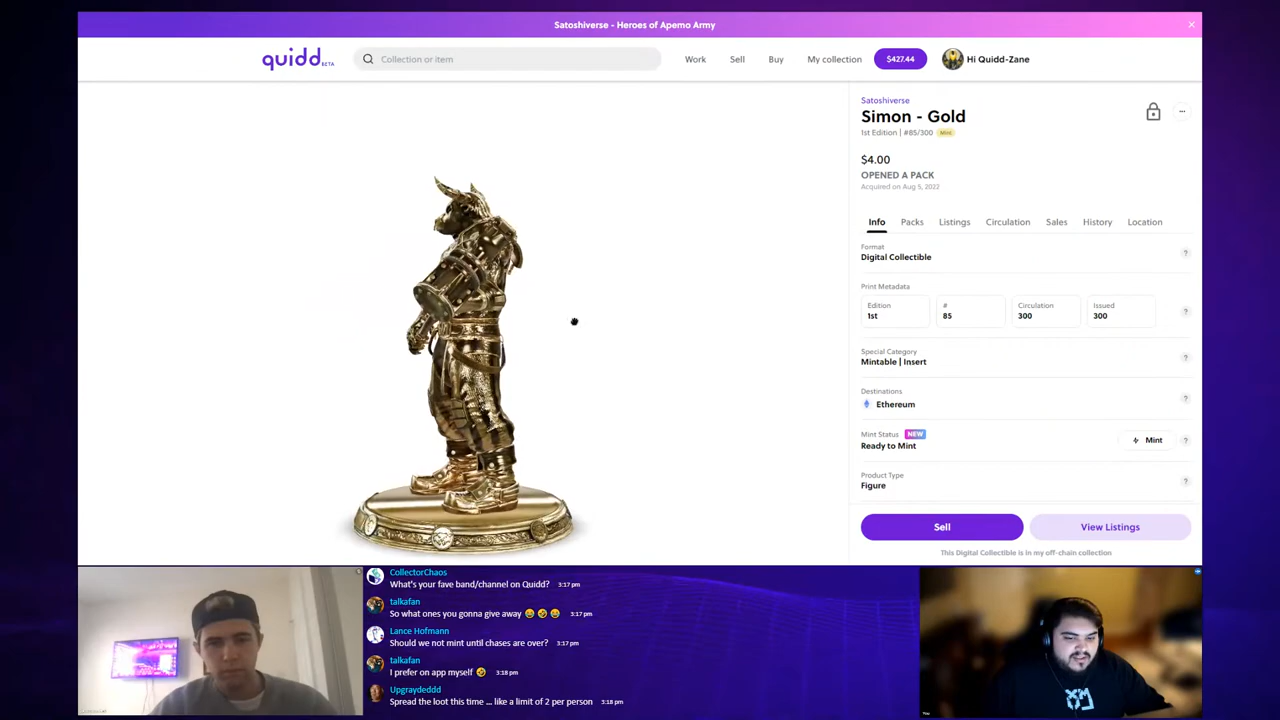 Satoshiverse - Heroes of Apemo Army
quidd
BETA
Collection or item
Work
Sell
Buy
My collection
$427.44
Hi Quidd-Zane
Satoshiverse
Simon - Gold
1st Edition | #85/300 Mint
$4.00
OPENED A PACK
Acquired on Aug 5, 2022
Info Packs Listings Circulation Sales History Location
Format
Digital Collectible
?
Print Metadata
Edition # Circulation Issued
1st 85 300 300
?
Special Category
Mintable | Insert
?
Destinations
Ethereum
?
Mint Status NEW
Ready to Mint
Mint
?
Product Type
Figure
?
Sell
View Listings
This Digital Collectible is in my off-chain collection
CollectorChaos
What's your fave band/channel on Quidd? 3:17 pm
talkafan
So what ones you gonna give away 3:17 pm
Lance Hofmann
Should we not mint until chases are over? 3:17 pm
talkafan
I prefer on app myself 3:18 pm
Upgraydeddd
Spread the loot this time ... like a limit of 2 per person 3:18 pm
You